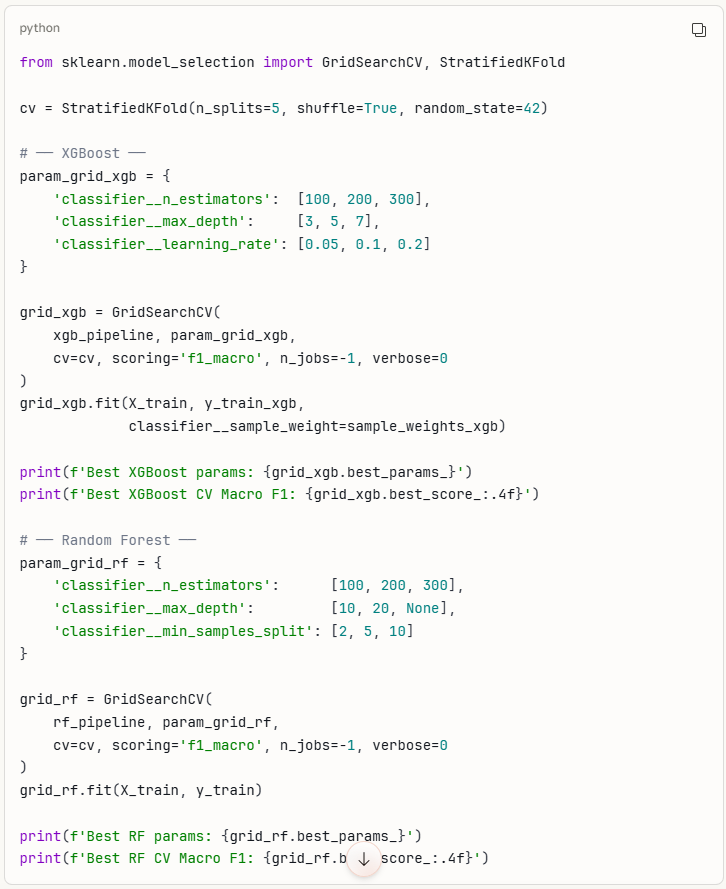 python
from sklearn.model_selection import GridSearchCV, StratifiedKFold
cv = StratifiedKFold(n_splits=5, shuffle=True, random_state=42)
# ── XGBoost ──
param_grid_xgb = {
    'classifier__n_estimators':  [100, 200, 300],
    'classifier__max_depth':     [3, 5, 7],
    'classifier__learning_rate': [0.05, 0.1, 0.2]
}
grid_xgb = GridSearchCV(
    xgb_pipeline, param_grid_xgb,
    cv=cv, scoring='f1_macro', n_jobs=-1, verbose=0
)
grid_xgb.fit(X_train, y_train_xgb,
             classifier__sample_weight=sample_weights_xgb)
print(f'Best XGBoost params: {grid_xgb.best_params_}')
print(f'Best XGBoost CV Macro F1: {grid_xgb.best_score_:.4f}')
# ── Random Forest ──
param_grid_rf = {
    'classifier__n_estimators':      [100, 200, 300],
    'classifier__max_depth':         [10, 20, None],
    'classifier__min_samples_split': [2, 5, 10]
}
grid_rf = GridSearchCV(
    rf_pipeline, param_grid_rf,
    cv=cv, scoring='f1_macro', n_jobs=-1, verbose=0
)
grid_rf.fit(X_train, y_train)
print(f'Best RF params: {grid_rf.best_params_}')
print(f'Best RF CV Macro F1: {grid_rf.b score_:.4f}')